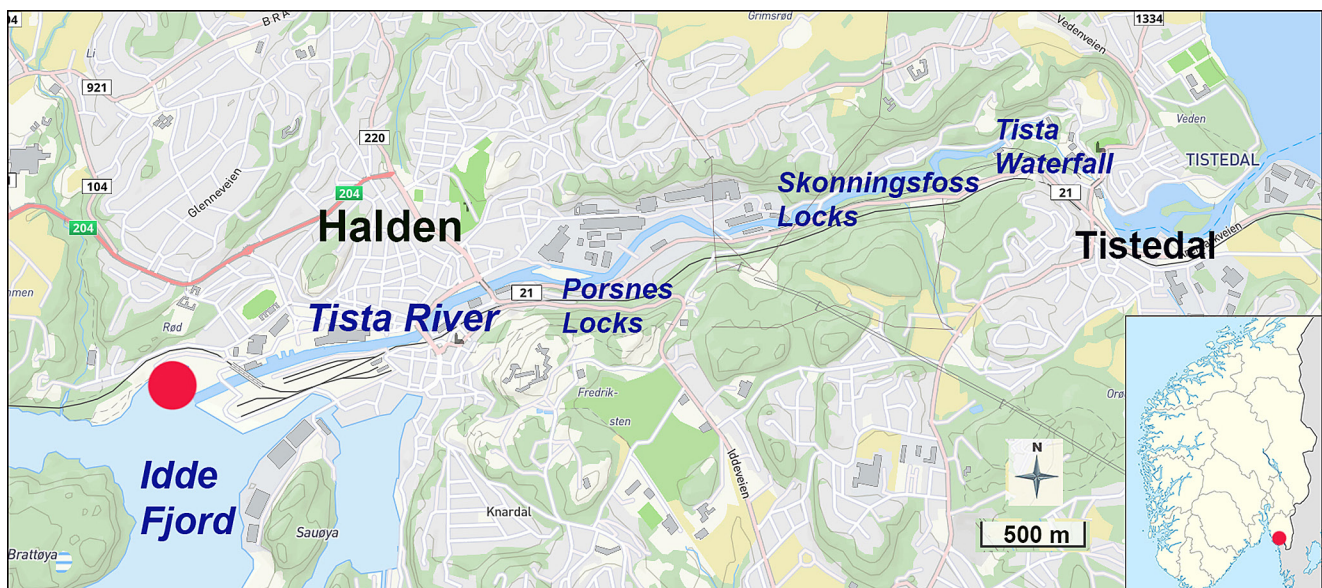 04
BRA
Grimsrød
1334
Vedenveien
Li
921
Veden
TISTEDAL
220
Tista
Waterfall
Skonningsfoss
Locks
21
104
Glenneveien
204
204
Halden
Tistedal
21
Porsnes
Locks
Tista River
Rød
Fredrik-
sten
Idde
Fjord
Iddeveien
N
500 m
Knardal
Sauøya
Brattøya